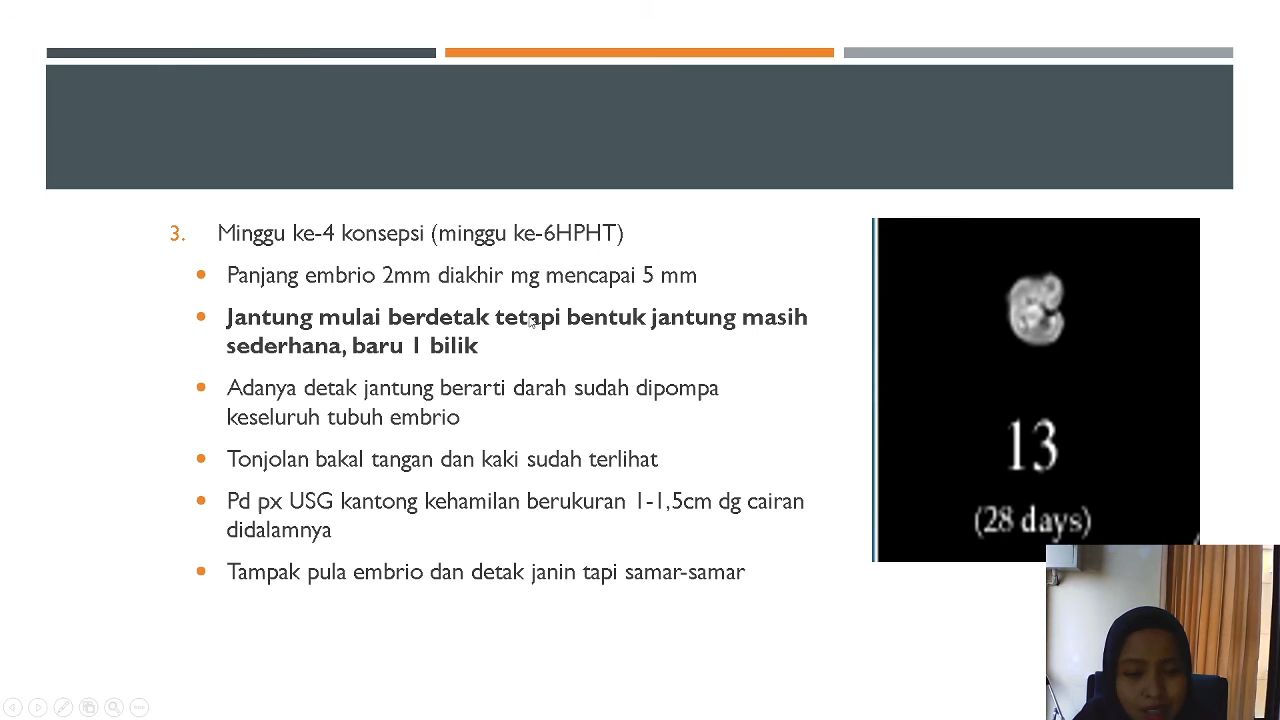 3. Minggu ke-4 konsepsi (minggu ke-6HPHT)
• Panjang embrio 2mm diakhir mg mencapai 5 mm
• Jantung mulai berdetak tetapi bentuk jantung masih
sederhana, baru 1 bilik
• Adanya detak jantung berarti darah sudah dipompa
keseluruh tubuh embrio
• Tonjolan bakal tangan dan kaki sudah terlihat
• Pd px USG kantong kehamilan berukuran 1-1,5cm dg cairan
didalamnya
• Tampak pula embrio dan detak janin tapi samar-samar
13
(28 days)